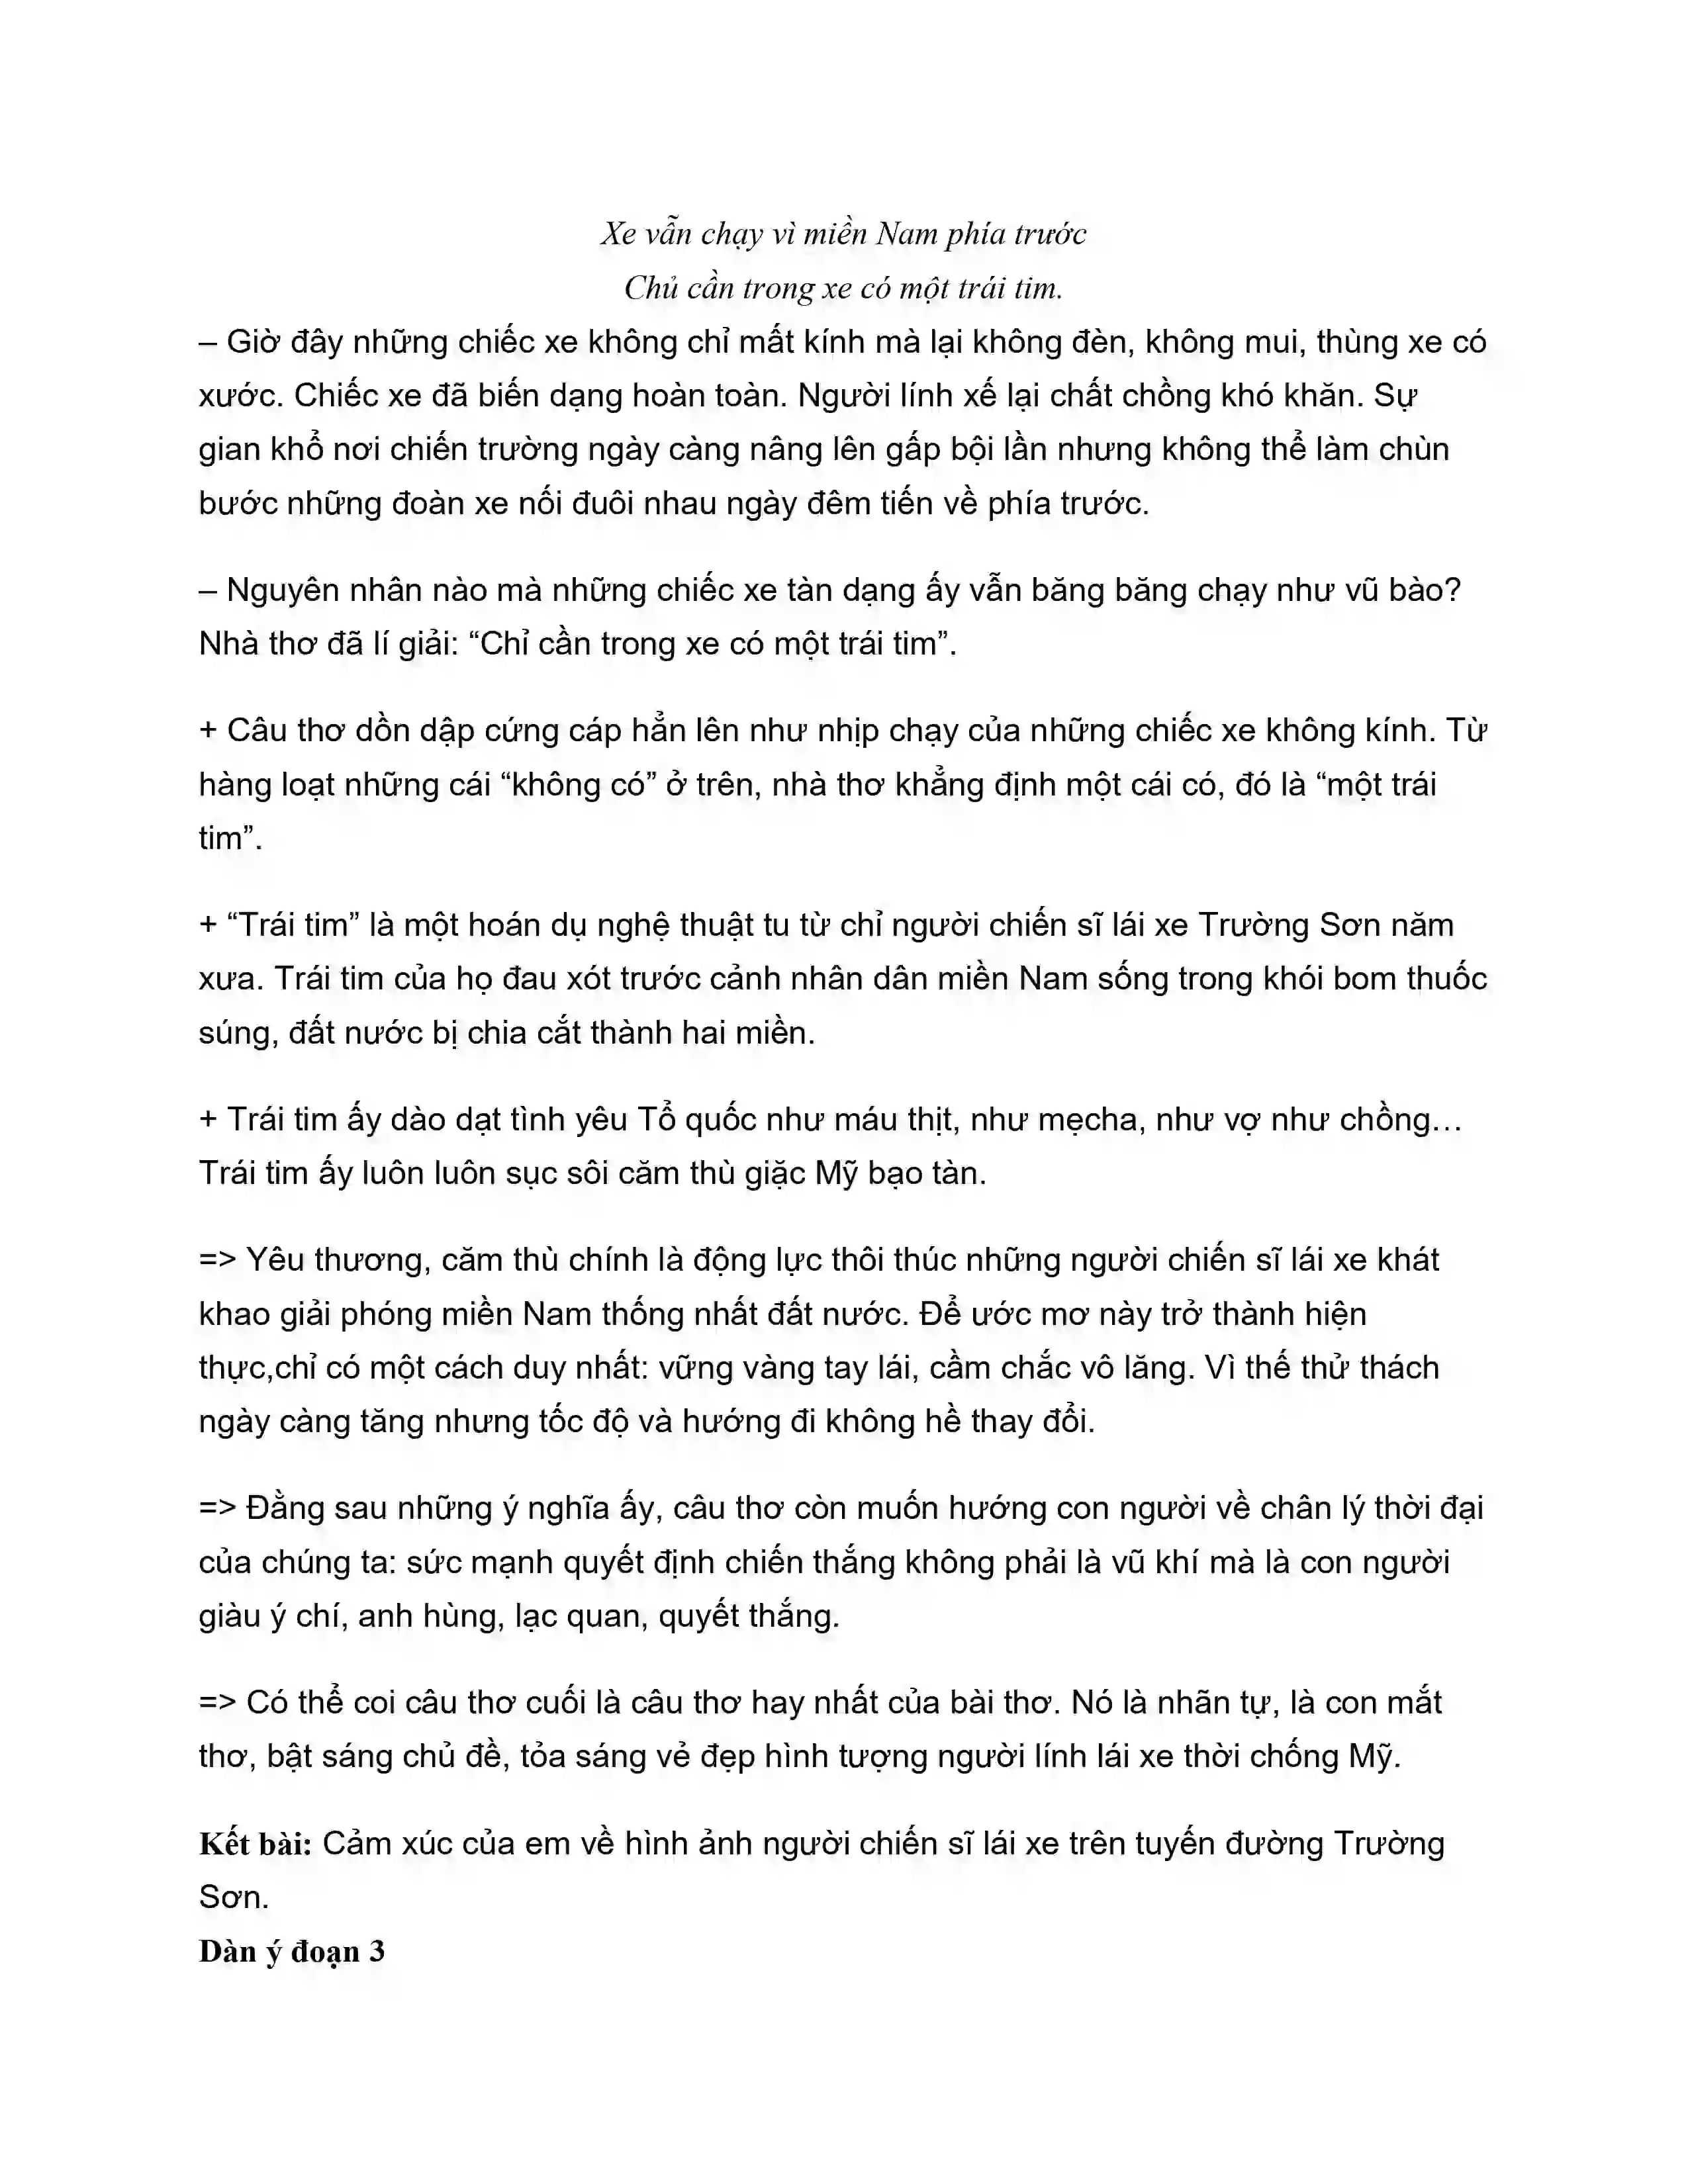 Xe vẫn chạy vì miền Nam phía trước
Chủ cần trong xe có một trái tim.
– Giờ đây những chiếc xe không chỉ mất kính mà lại không đèn, không mui, thùng xe có
xước. Chiếc xe đã biến dạng hoàn toàn. Người lính xế lại chất chồng khó khăn. Sự
gian khổ nơi chiến trường ngày càng nâng lên gấp bội lần nhưng không thể làm chùn
bước những đoàn xe nối đuôi nhau ngày đêm tiến về phía trước.
– Nguyên nhân nào mà những chiếc xe tàn dạng ấy vẫn băng băng chạy như vũ bào?
Nhà thơ đã lí giải: “Chỉ cần trong xe có một trái tim”.
+ Câu thơ dồn dập cứng cáp hẳn lên như nhịp chạy của những chiếc xe không kính. Từ
hàng loạt những cái “không có” ở trên, nhà thơ khẳng định một cái có, đó là “một trái
tim”.
+ “Trái tim” là một hoán dụ nghệ thuật tu từ chỉ người chiến sĩ lái xe Trường Sơn năm
xưa. Trái tim của họ đau xót trước cảnh nhân dân miền Nam sống trong khói bom thuốc
súng, đất nước bị chia cắt thành hai miền.
+ Trái tim ấy dào dạt tình yêu Tổ quốc như máu thịt, như mẹcha, như vợ như chồng…
Trái tim ấy luôn luôn sục sôi căm thù giặc Mỹ bạo tàn.
=> Yêu thương, căm thù chính là động lực thôi thúc những người chiến sĩ lái xe khát
khao giải phóng miền Nam thống nhất đất nước. Để ước mơ này trở thành hiện
thực,chỉ có một cách duy nhất: vững vàng tay lái, cầm chắc vô lăng. Vì thế thử thách
ngày càng tăng nhưng tốc độ và hướng đi không hề thay đổi.
=> Đằng sau những ý nghĩa ấy, câu thơ còn muốn hướng con người về chân lý thời đại
của chúng ta: sức mạnh quyết định chiến thắng không phải là vũ khí mà là con người
giàu ý chí, anh hùng, lạc quan, quyết thắng.
=> Có thể coi câu thơ cuối là câu thơ hay nhất của bài thơ. Nó là nhãn tự, là con mắt
thơ, bật sáng chủ đề, tỏa sáng vẻ đẹp hình tượng người lính lái xe thời chống Mỹ.
Kết bài: Cảm xúc của em về hình ảnh người chiến sĩ lái xe trên tuyến đường Trường
Sơn.
Dàn ý đoạn 3